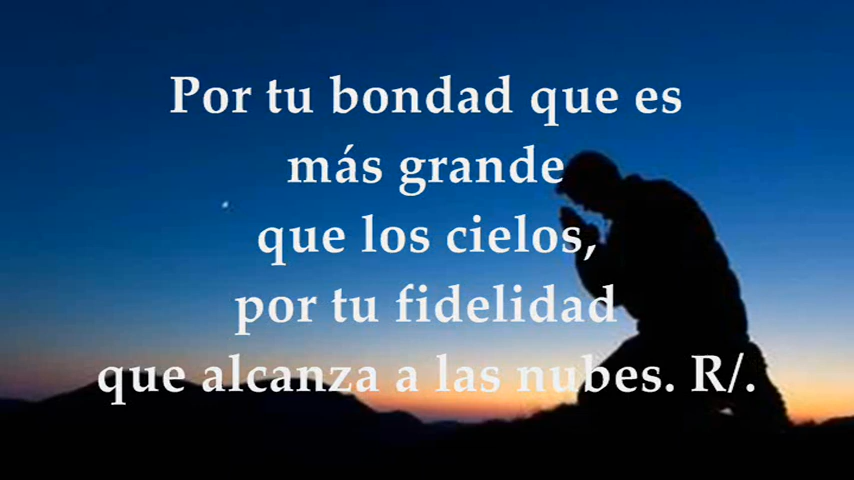 Por tu bondad que es
más grande
que los cielos,
por tu fidelidad
que alcanza a las nubes. R/.